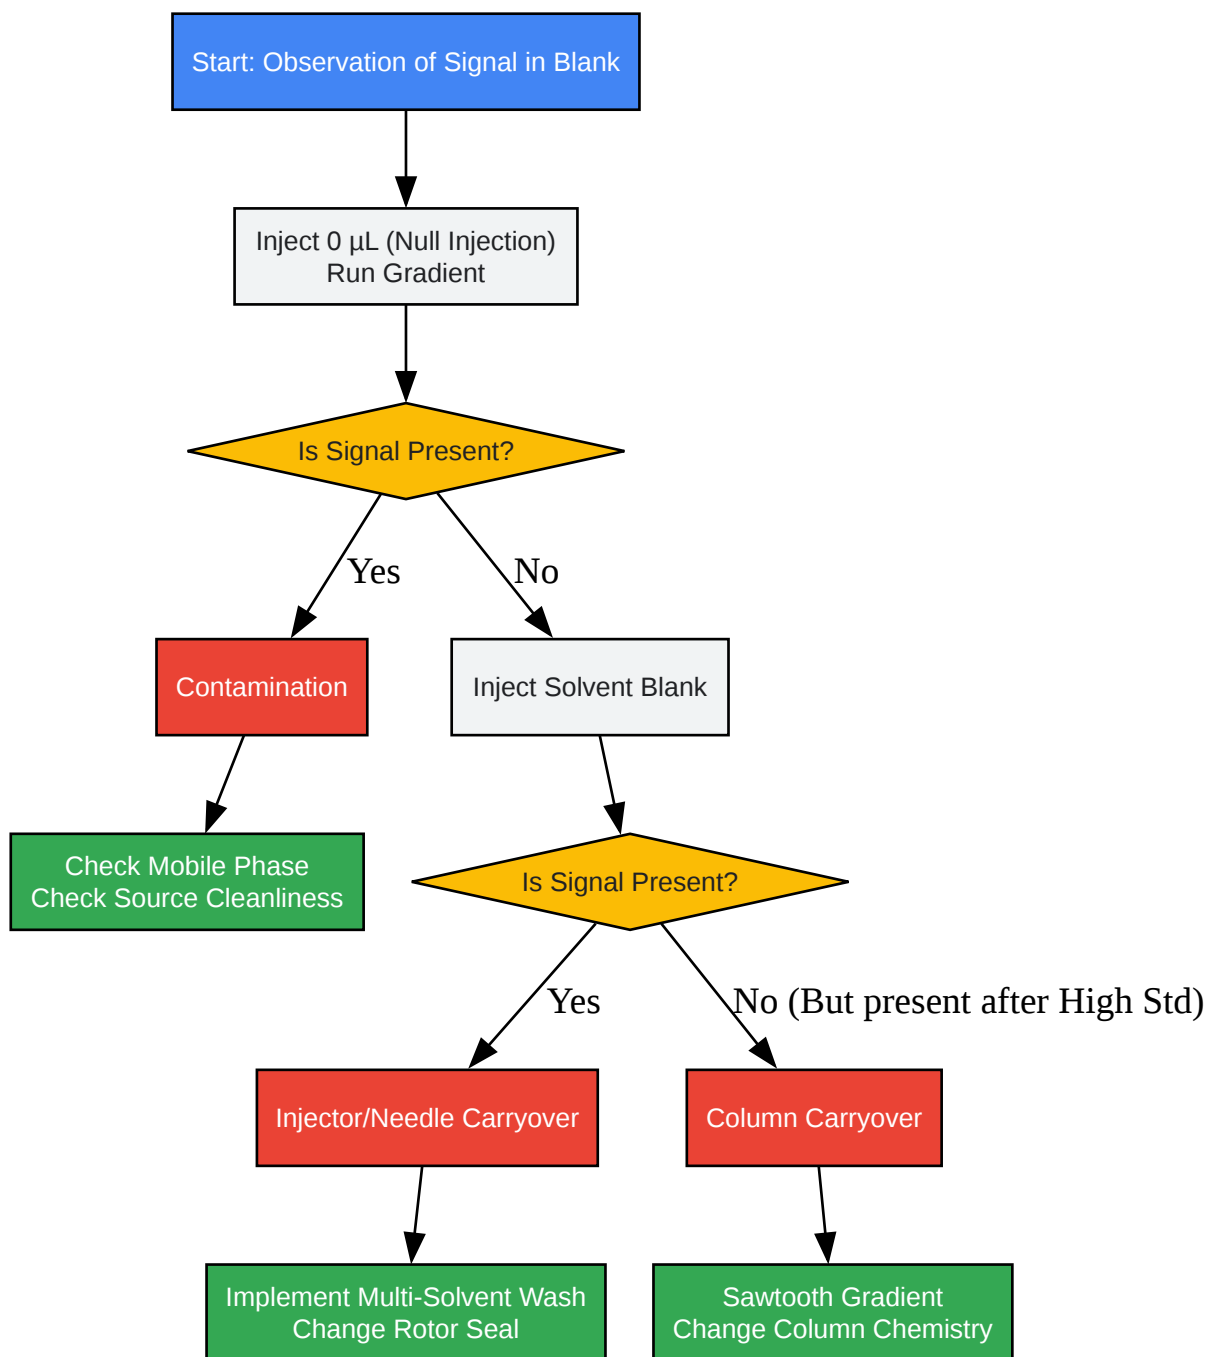 Start: Observation of Signal in Blank
Inject 0 µL (Null Injection)
Run Gradient
Is Signal Present?
Yes
No
Contamination
Inject Solvent Blank
Check Mobile Phase
Check Source Cleanliness
Is Signal Present?
Yes
No (But present after High Std)
Injector/Needle Carryover
Column Carryover
Implement Multi-Solvent Wash
Change Rotor Seal
Sawtooth Gradient
Change Column Chemistry